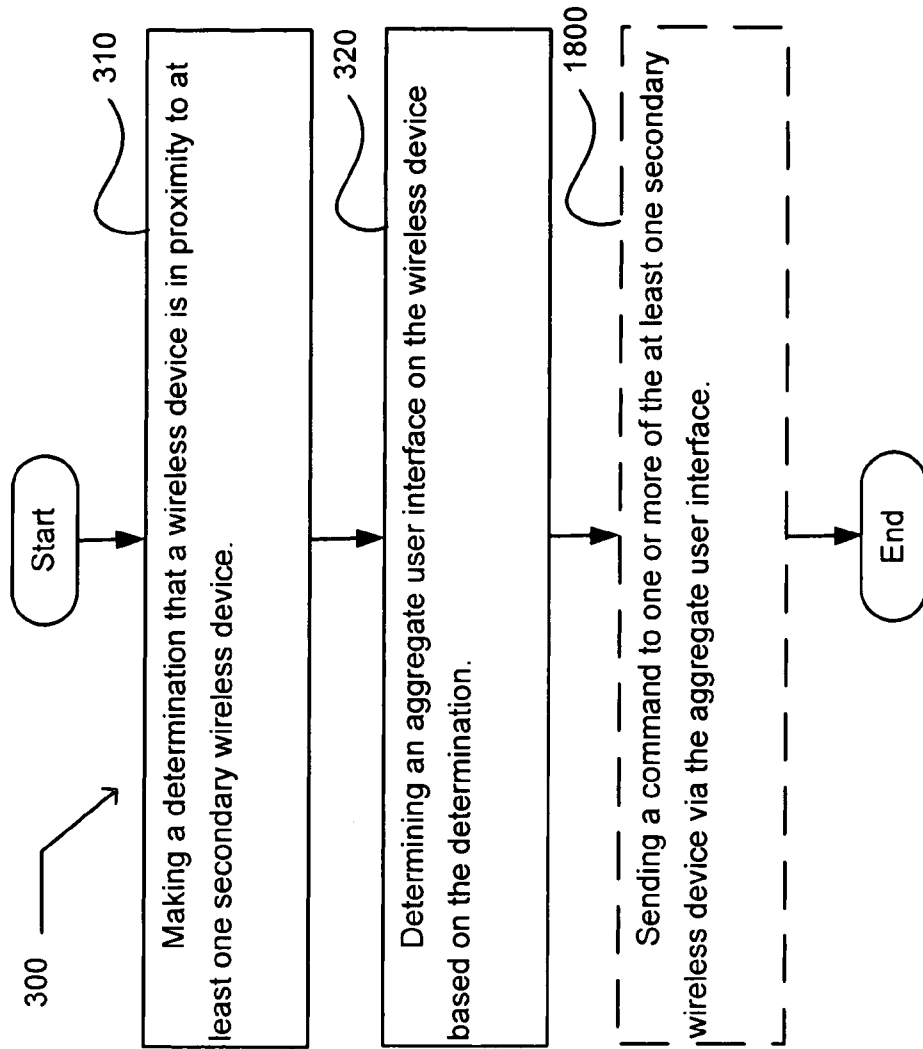 300
Start
310
Making a determination that a wireless device is in proximity to at
least one secondary wireless device.
320
Determining an aggregate user interface on the wireless device
based on the determination.
1800
Sending a command to one or more of the at least one secondary
wireless device via the aggregate user interface.
End